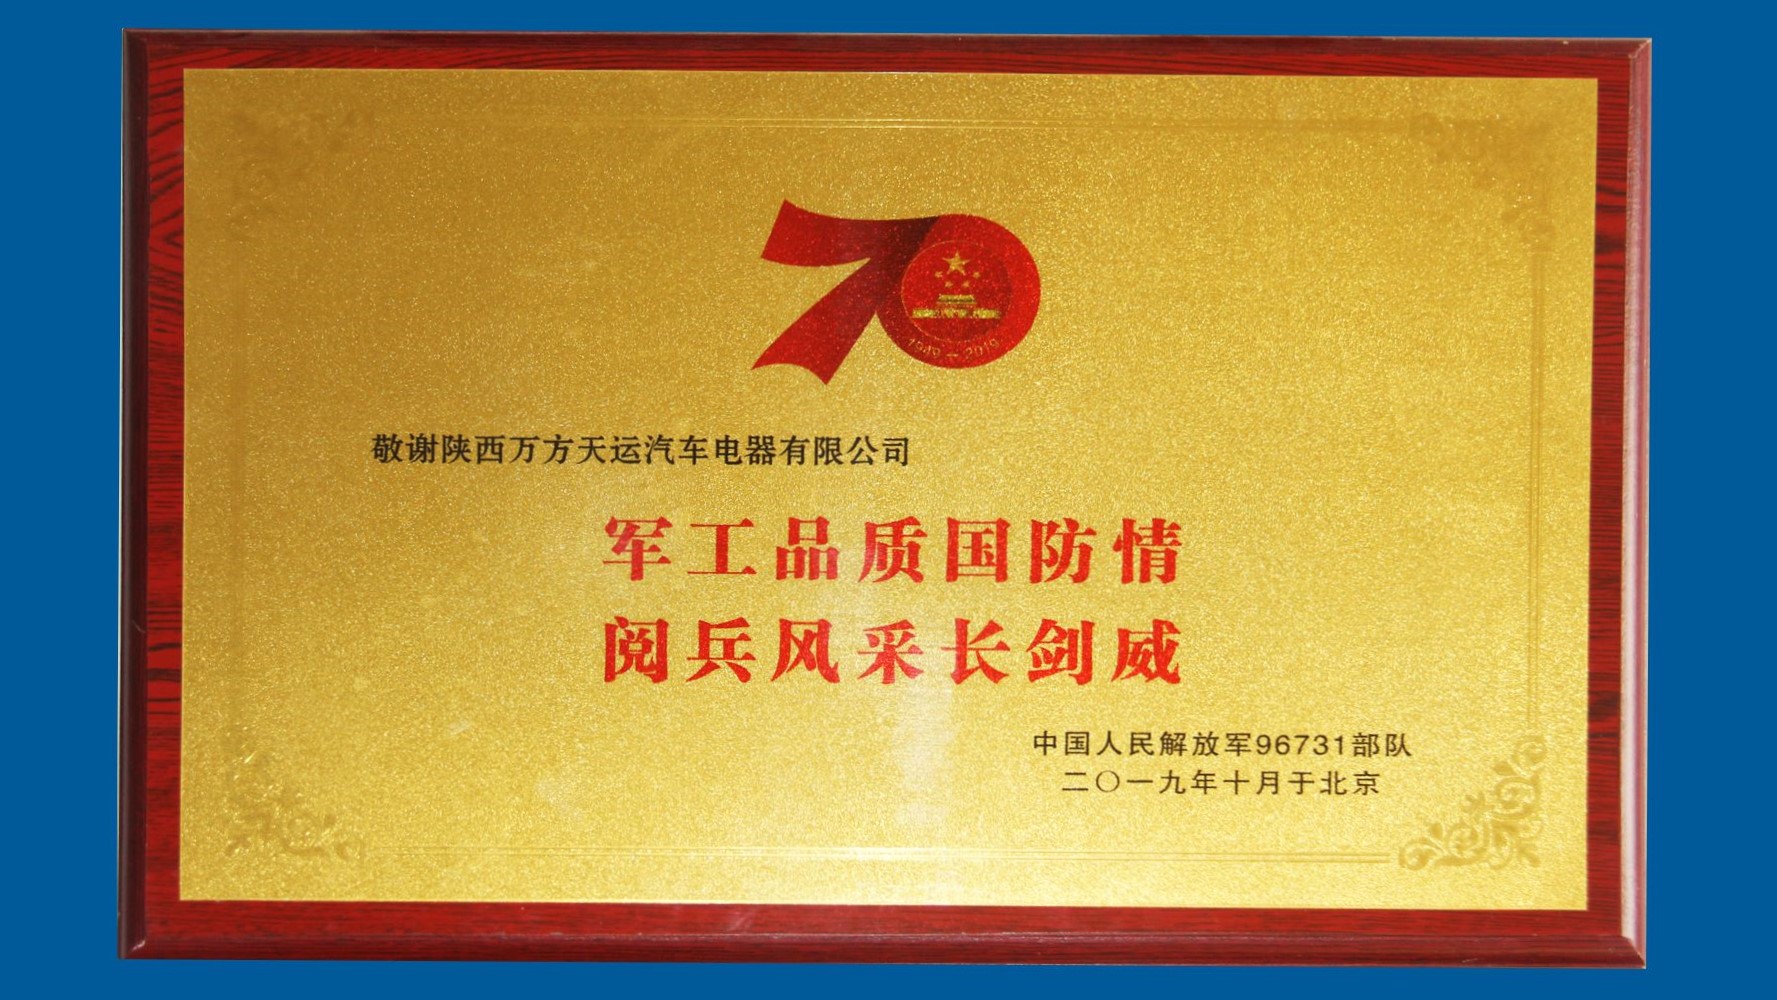 70
1949-2019
敬谢陕西万方天运汽车电器有限公司
军工品质国防情
阅兵风采长剑威
中国人民解放军96731部队
二〇一九年十月于北京